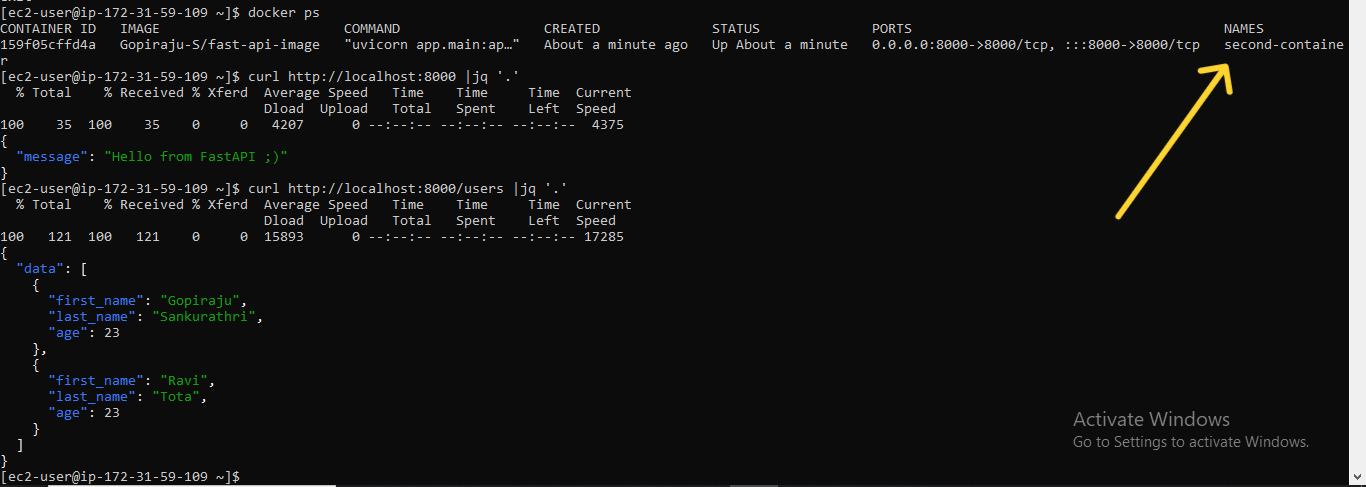 [ec2-user@ip-172-31-59-109 ~]$ docker ps
CONTAINER ID   IMAGE                       COMMAND                  CREATED              STATUS              PORTS                                       NAMES
159f05cffd4a   Gopiraju-S/fast-api-image   "uvicorn app.main:ap…"   About a minute ago   Up About a minute   0.0.0.0:8000->8000/tcp, :::8000->8000/tcp   second-containe
r
[ec2-user@ip-172-31-59-109 ~]$ curl http://localhost:8000 |jq '.'
  % Total    % Received % Xferd  Average Speed   Time    Time     Time  Current
                                 Dload  Upload   Total   Spent    Left  Speed
100    35  100    35    0     0   4207      0 --:--:-- --:--:-- --:--:--  4375
{
  "message": "Hello from FastAPI ;)"
}
[ec2-user@ip-172-31-59-109 ~]$ curl http://localhost:8000/users |jq '.'
  % Total    % Received % Xferd  Average Speed   Time    Time     Time  Current
                                 Dload  Upload   Total   Spent    Left  Speed
100   121  100   121    0     0  15893      0 --:--:-- --:--:-- --:--:-- 17285
{
  "data": [
    {
      "first_name": "Gopiraju",
      "last_name": "Sankurathri",
      "age": 23
    },
    {
      "first_name": "Ravi",
      "last_name": "Tota",
      "age": 23
    }
  ]
}
[ec2-user@ip-172-31-59-109 ~]$
Activate Windows
Go to Settings to activate Windows.